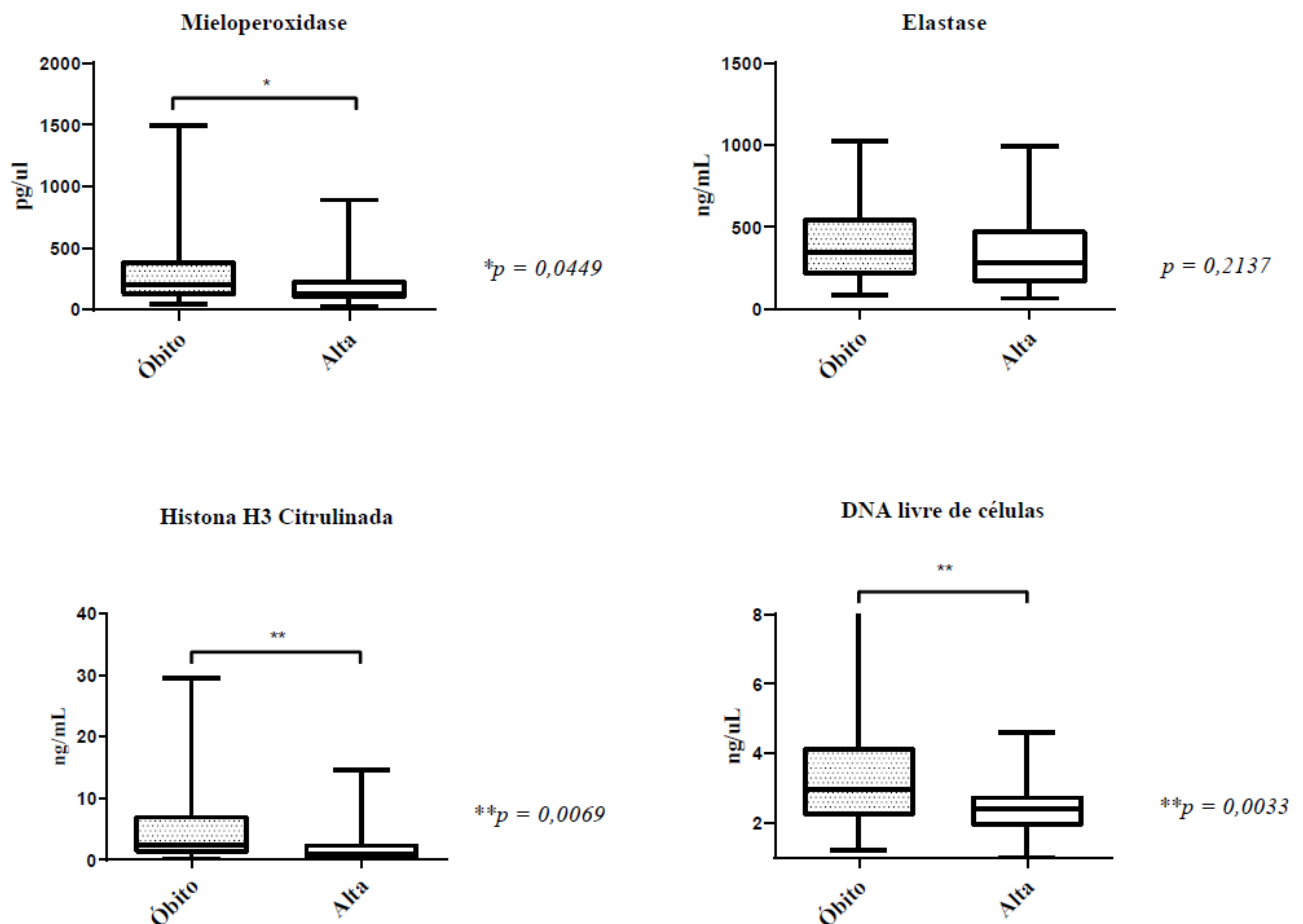 Mieloperoxidase
2000
1500
1000
500
0
pg/ul
*
Óbito
Alta
*p = 0,0449
Elastase
1500
1000
500
0
ng/mL
Óbito
Alta
p = 0,2137
Histona H3 Citrulinada
40
30
20
10
0
ng/mL
**
Óbito
Alta
**p = 0,0069
DNA livre de células
8
6
4
2
ng/uL
**
Óbito
Alta
**p = 0,0033